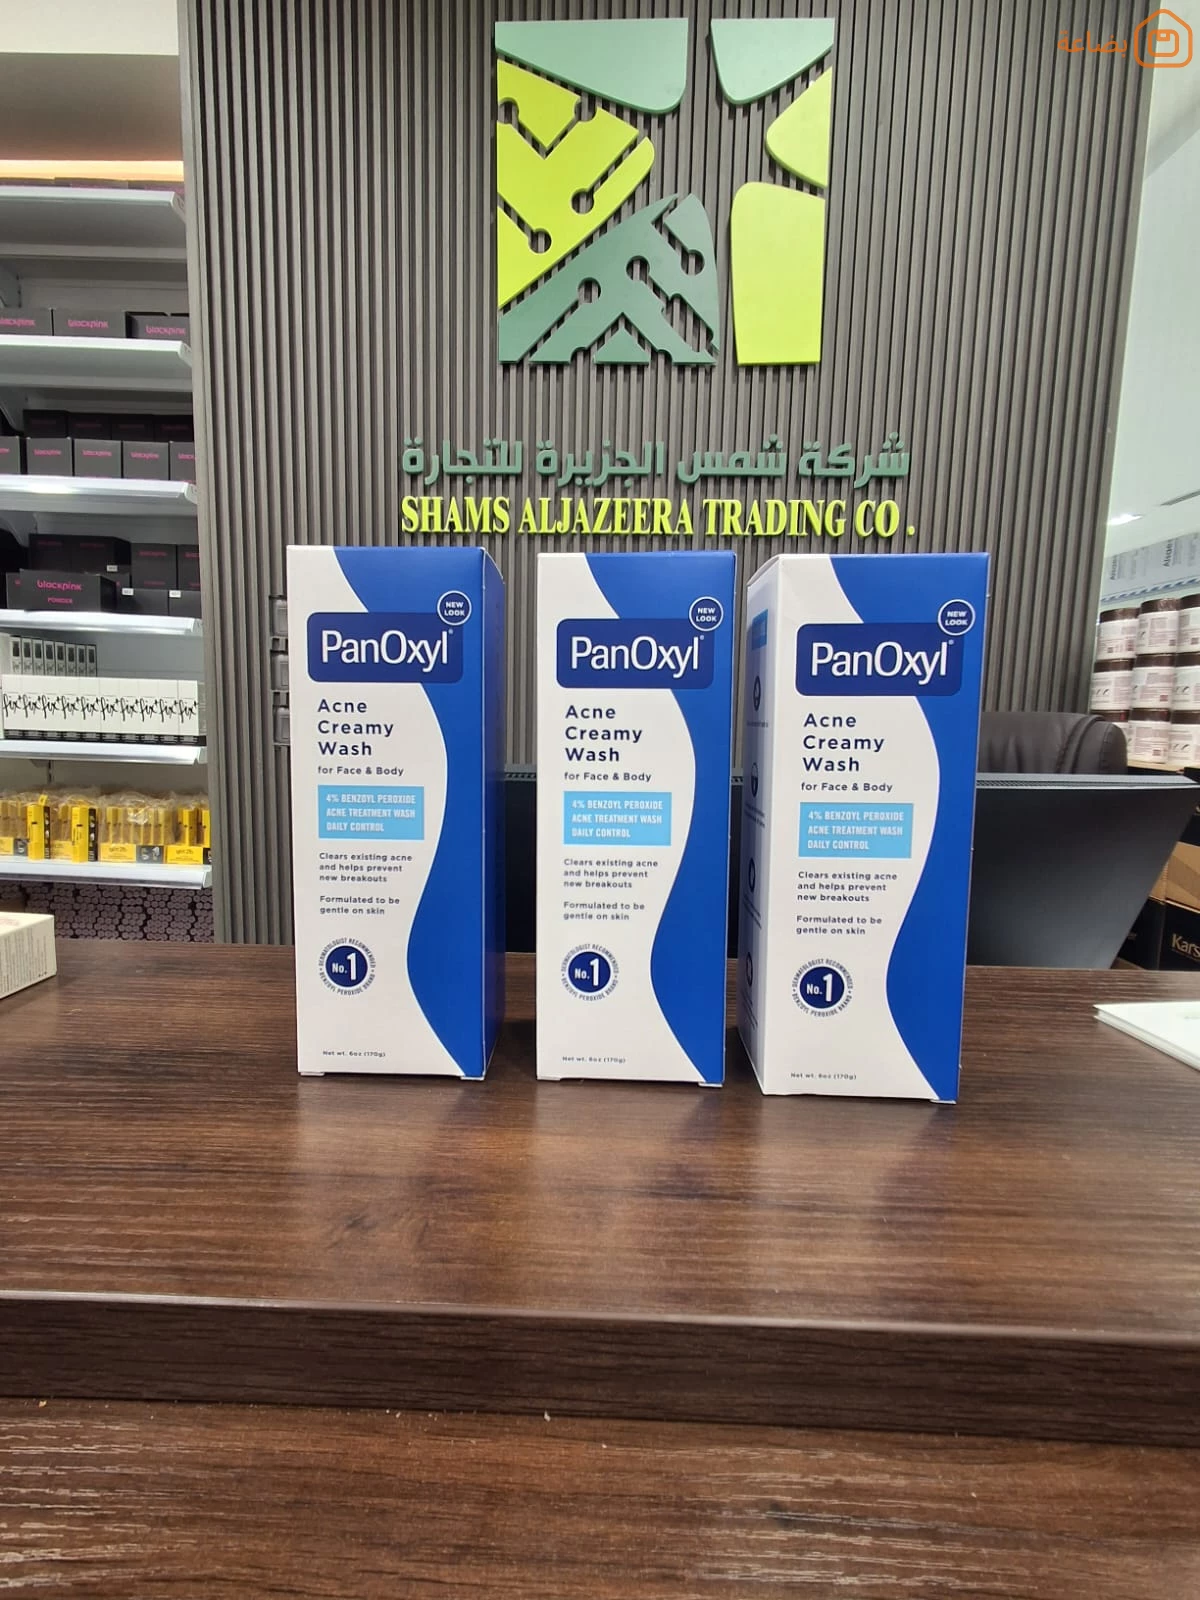 بضاعة
شركة شمس الجزيرة للتجارة
SHAMS ALJAZEERA TRADING CO .
blackpink
blackpink
blackpink
blackpink
blackpink
blackpink
blackpink
POWDER
NEW
LOOK
PanOxyl
Acne
Creamy
Wash
for Face & Body
4% BENZOYL PEROXIDE
ACNE TREATMENT WASH
DAILY CONTROL
Clears existing acne
and helps prevent
new breakouts
Formulated to be
gentle on skin
DERMATOLOGIST RECOMMENDED
No.1
BENZOYL PEROXIDE BRAND
Net wt. 6oz (170g)
NEW
LOOK
PanOxyl
Acne
Creamy
Wash
for Face & Body
4% BENZOYL PEROXIDE
ACNE TREATMENT WASH
DAILY CONTROL
Clears existing acne
and helps prevent
new breakouts
Formulated to be
gentle on skin
DERMATOLOGIST RECOMMENDED
No.1
BENZOYL PEROXIDE BRAND
Net wt. 6oz (170g)
NEW
LOOK
PanOxyl
Acne
Creamy
Wash
for Face & Body
4% BENZOYL PEROXIDE
ACNE TREATMENT WASH
DAILY CONTROL
Clears existing acne
and helps prevent
new breakouts
Formulated to be
gentle on skin
DERMATOLOGIST RECOMMENDED
No.1
BENZOYL PEROXIDE BRAND
Net wt. 6oz (170g)